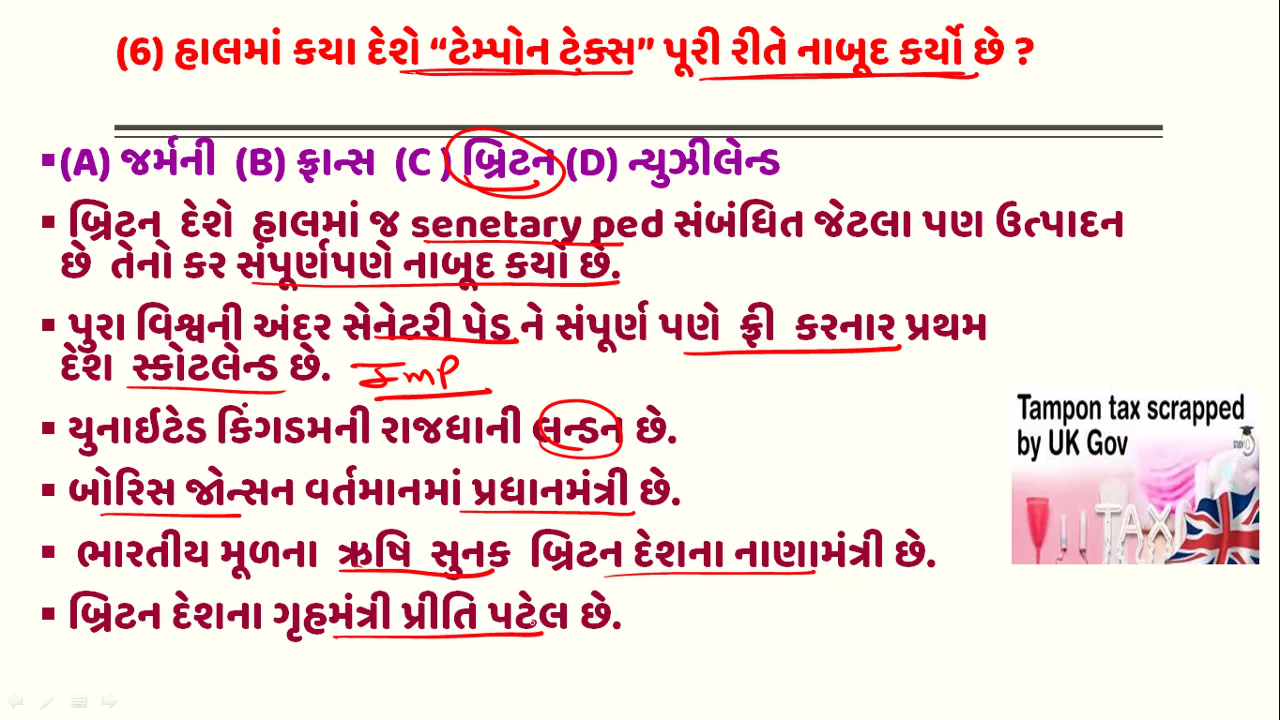 (6) હાલમાં કયા દેશે “ટેમ્પોન ટેક્સ” પૂરી રીતે નાબૂદ કર્યો છે ?
(A) જર્મની (B) ફ્રાન્સ (C ) બ્રિટન (D) ન્યુઝીલેન્ડ
બ્રિટન દેશે હાલમાં જ senetary ped સંબંધિત જેટલા પણ ઉત્પાદન
છે તેનો કર સંપૂર્ણપણે નાબૂદ કર્યો છે.
પુરા વિશ્વની અંદર સેનેટરી પેડ ને સંપૂર્ણ પણે ફ્રી કરનાર પ્રથમ
દેશ સ્કોટલેન્ડ છે. Imp
Tampon tax scrapped
by UK Gov
યુનાઇટેડ કિંગડમની રાજધાની લન્ડન છે.
બોરિસ જોન્સન વર્તમાનમાં પ્રધાનમંત્રી છે.
TAX
ભારતીય મૂળના ઋષિ સુનક બ્રિટન દેશના નાણામંત્રી છે.
બ્રિટન દેશના ગૃહમંત્રી પ્રીતિ પટેલ છે.